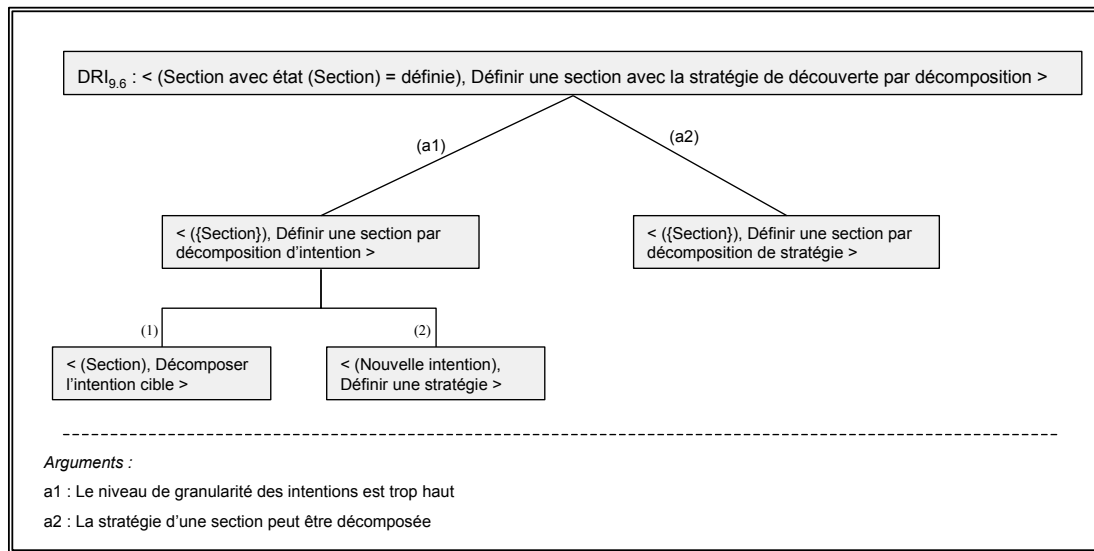 DRI9.6 : < (Section avec état (Section) = définie), Définir une section avec la stratégie de découverte par décomposition >
(a1)
(a2)
< ({Section}), Définir une section par
décomposition d’intention >
< ({Section}), Définir une section par
décomposition de stratégie >
(1)
(2)
< (Section), Décomposer
l’intention cible >
< (Nouvelle intention),
Définir une stratégie >
Arguments :
a1 : Le niveau de granularité des intentions est trop haut
a2 : La stratégie d’une section peut être décomposée